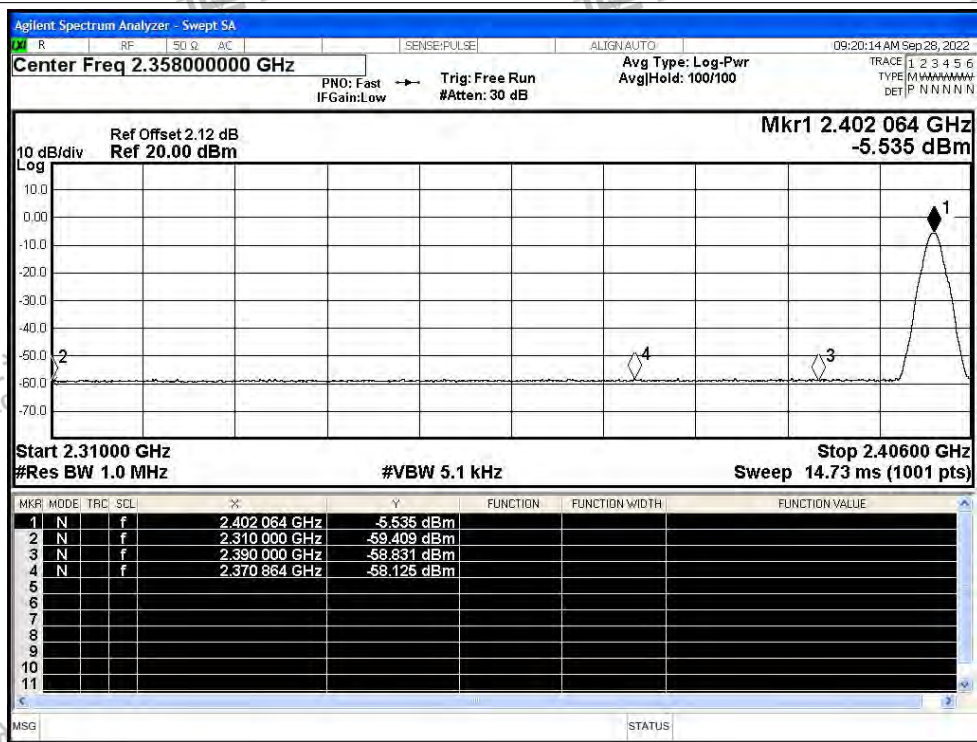 Agilent Spectrum Analyzer - Swept SA
LXI R RF 50 Ω AC SENSE:PULSE ALIGN AUTO 09:20:14 AM Sep 28, 2022
Center Freq 2.358000000 GHz
PNO: Fast
IFGain:Low
Trig: Free Run
#Atten: 30 dB
Avg Type: Log-Pwr
Avg|Hold: 100/100
TRACE 1 2 3 4 5 6
TYPE MWWWWW
DET P N N N N N
Ref Offset 2.12 dB
10 dB/div Ref 20.00 dBm
Log
Mkr1 2.402 064 GHz
-5.535 dBm
10.0
0.00
-10.0
-20.0
-30.0
-40.0
-50.0
-60.0
-70.0
1
2
4
3
Start 2.31000 GHz Stop 2.40600 GHz
#Res BW 1.0 MHz #VBW 5.1 kHz Sweep 14.73 ms (1001 pts)
MKR MODE TRC SCL X Y FUNCTION FUNCTION WIDTH FUNCTION VALUE
1 N f 2.402 064 GHz -5.535 dBm
2 N f 2.310 000 GHz -59.409 dBm
3 N f 2.390 000 GHz -58.831 dBm
4 N f 2.370 864 GHz -58.125 dBm
5
6
7
8
9
10
11
MSG STATUS